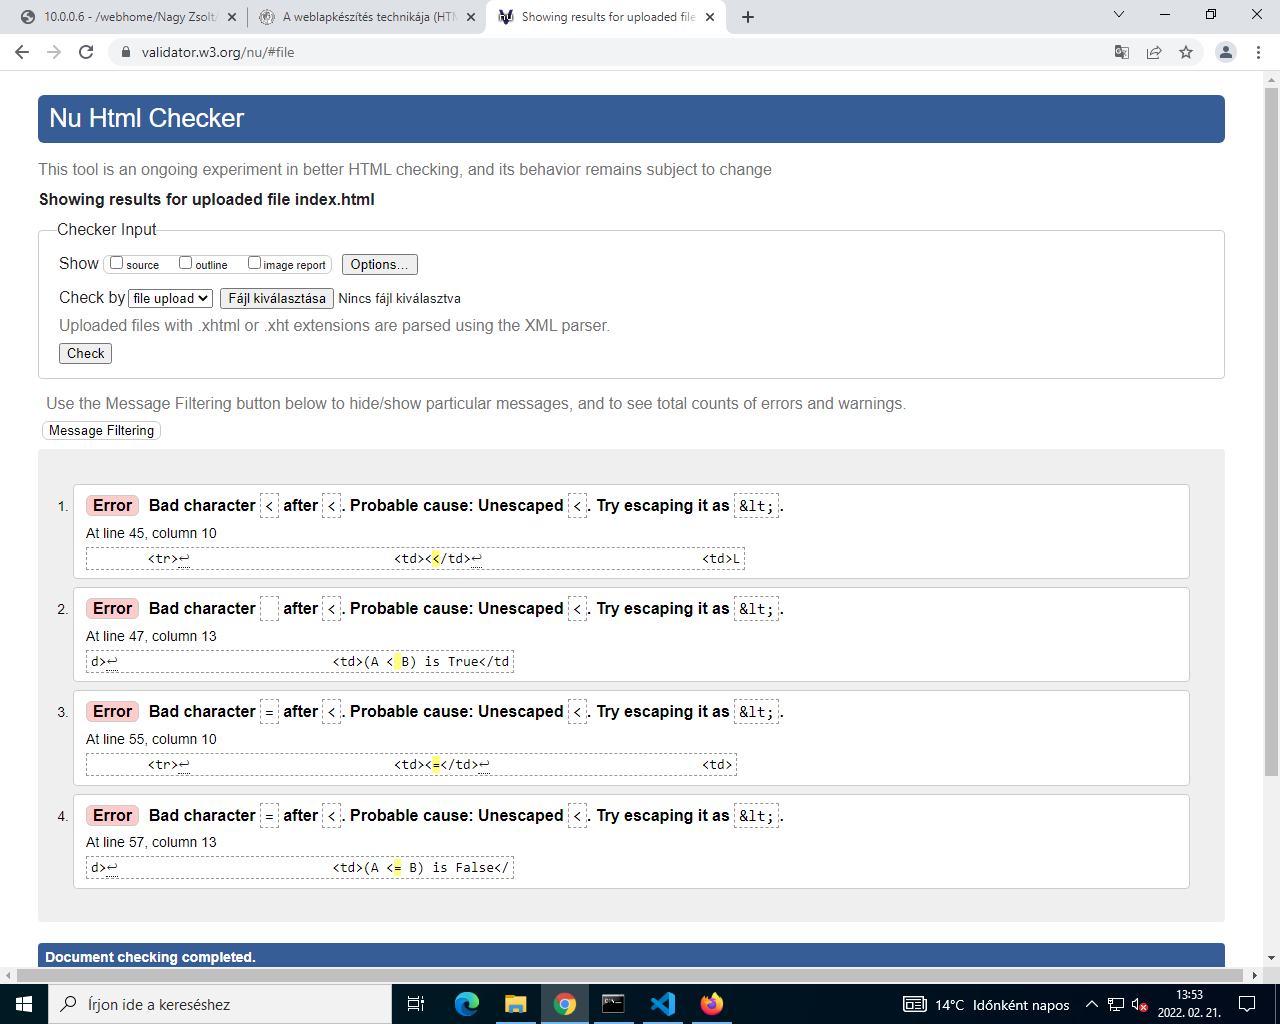 10.0.0.6 - /webhome/Nagy Zsolt/
A weblapkészítés technikája (HTM
Showing results for uploaded file
validator.w3.org/nu/#file
Nu Html Checker
This tool is an ongoing experiment in better HTML checking, and its behavior remains subject to change
Showing results for uploaded file index.html
Checker Input
Show source outline image report Options...
Check by file upload Fájl kiválasztása Nincs fájl kiválasztva
Uploaded files with .xhtml or .xht extensions are parsed using the XML parser.
Check
Use the Message Filtering button below to hide/show particular messages, and to see total counts of errors and warnings.
Message Filtering
1. Error Bad character < after <. Probable cause: Unescaped <. Try escaping it as &lt;.
At line 45, column 10
<tr>↩ <td><</td>↩ <td>L
2. Error Bad character   after <. Probable cause: Unescaped <. Try escaping it as &lt;.
At line 47, column 13
d>↩ <td>(A < B) is True</td
3. Error Bad character = after <. Probable cause: Unescaped <. Try escaping it as &lt;.
At line 55, column 10
<tr>↩ <td><=</td>↩ <td>
4. Error Bad character = after <. Probable cause: Unescaped <. Try escaping it as &lt;.
At line 57, column 13
d>↩ <td>(A <= B) is False</
Document checking completed.
Írjon ide a kereséshez
14°C Időnként napos
13:53
2022. 02. 21.